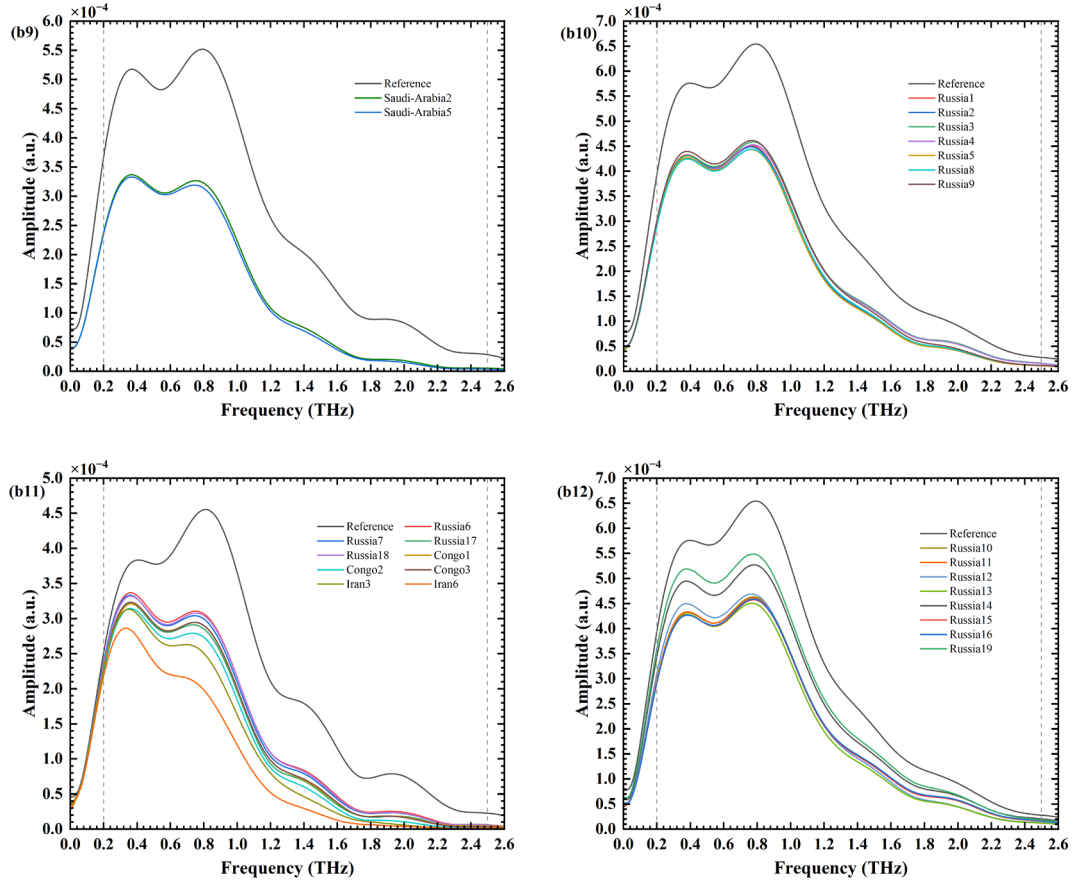 (b9)
×10⁻⁴
6.0
5.5
5.0
4.5
4.0
3.5
3.0
2.5
2.0
1.5
1.0
0.5
0.0
Amplitude (a.u.)
Reference
Saudi-Arabia2
Saudi-Arabia5
0.0 0.2 0.4 0.6 0.8 1.0 1.2 1.4 1.6 1.8 2.0 2.2 2.4 2.6
Frequency (THz)
(b10)
×10⁻⁴
7.0
6.5
6.0
5.5
5.0
4.5
4.0
3.5
3.0
2.5
2.0
1.5
1.0
0.5
0.0
Amplitude (a.u.)
Reference
Russia1
Russia2
Russia3
Russia4
Russia5
Russia8
Russia9
0.0 0.2 0.4 0.6 0.8 1.0 1.2 1.4 1.6 1.8 2.0 2.2 2.4 2.6
Frequency (THz)
(b11)
×10⁻⁴
5.0
4.5
4.0
3.5
3.0
2.5
2.0
1.5
1.0
0.5
0.0
Amplitude (a.u.)
Reference Russia6
Russia7 Russia17
Russia18 Congo1
Congo2 Congo3
Iran3 Iran6
0.0 0.2 0.4 0.6 0.8 1.0 1.2 1.4 1.6 1.8 2.0 2.2 2.4 2.6
Frequency (THz)
(b12)
×10⁻⁴
7.0
6.5
6.0
5.5
5.0
4.5
4.0
3.5
3.0
2.5
2.0
1.5
1.0
0.5
0.0
Amplitude (a.u.)
Reference
Russia10
Russia11
Russia12
Russia13
Russia14
Russia15
Russia16
Russia19
0.0 0.2 0.4 0.6 0.8 1.0 1.2 1.4 1.6 1.8 2.0 2.2 2.4 2.6
Frequency (THz)